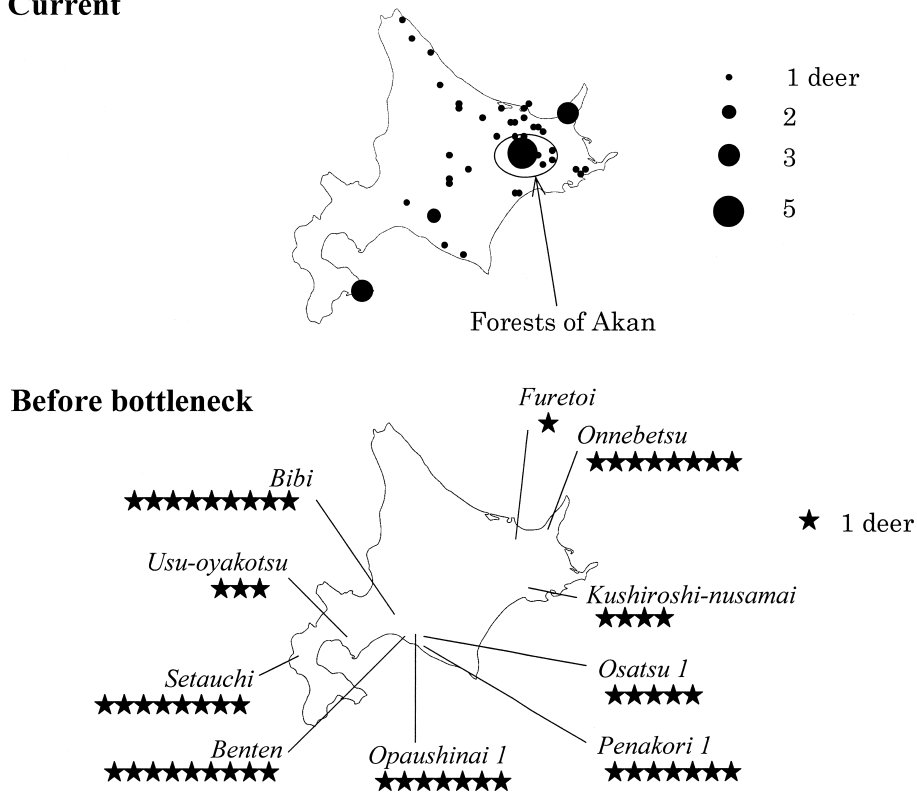 Current
1 deer
2
3
5
Forests of Akan
Before bottleneck
Furetoi
Onnebetsu
Bibi
1 deer
Usu-oyakotsu
Kushiroshi-nusamai
Osatsu 1
Setauchi
Benten
Opaushinai 1
Penakori 1